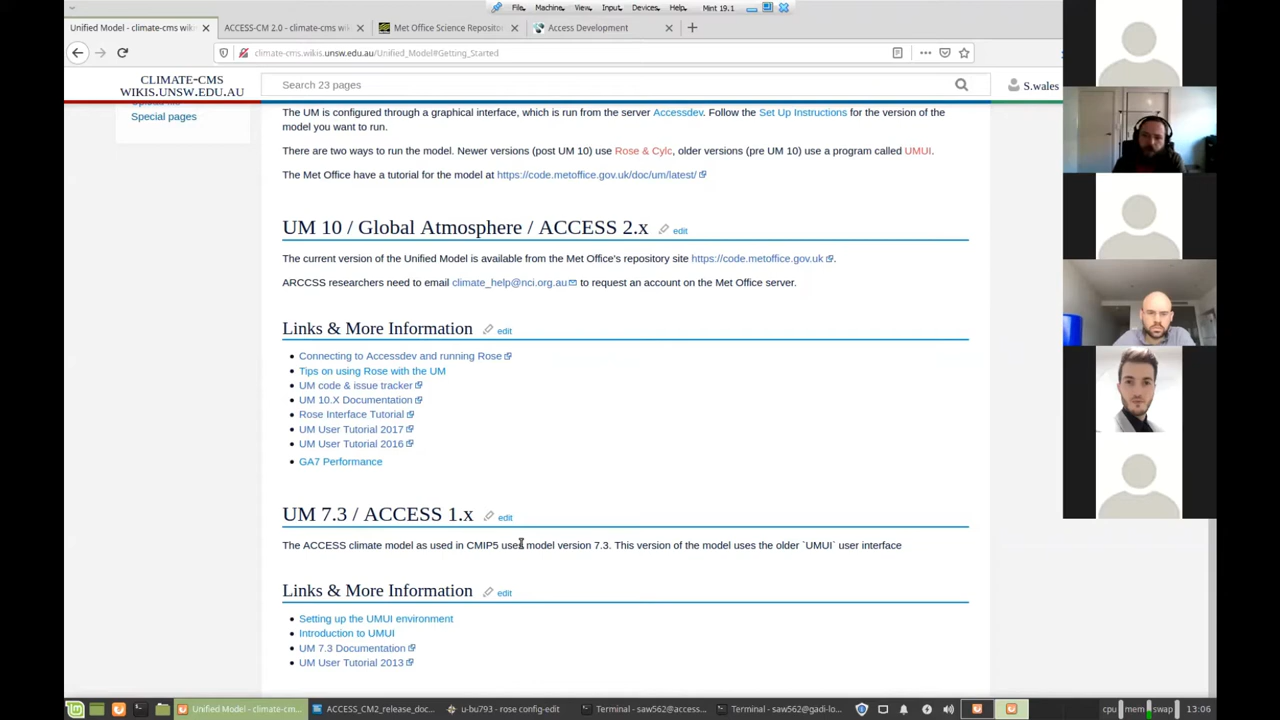 File... Machine... View... Input... Devices... Help... Mint 19.1
Unified Model - climate-cms wik
ACCESS-CM 2.0 - climate-cms w
Met Office Science Reposito
Access Development
climate-cms.wikis.unsw.edu.au/Unified_Model#Getting_Started
CLIMATE-CMS
WIKIS.UNSW.EDU.AU
Search 23 pages
S.wales
Special pages
The UM is configured through a graphical interface, which is run from the server Accessdev. Follow the Set Up Instructions for the version of the
model you want to run.
There are two ways to run the model. Newer versions (post UM 10) use Rose & Cylc, older versions (pre UM 10) use a program called UMUI.
The Met Office have a tutorial for the model at https://code.metoffice.gov.uk/doc/um/latest/
UM 10 / Global Atmosphere / ACCESS 2.x edit
The current version of the Unified Model is available from the Met Office's repository site https://code.metoffice.gov.uk.
ARCCSS researchers need to email climate_help@nci.org.au to request an account on the Met Office server.
Links & More Information edit
Connecting to Accessdev and running Rose
Tips on using Rose with the UM
UM code & issue tracker
UM 10.X Documentation
Rose Interface Tutorial
UM User Tutorial 2017
UM User Tutorial 2016
GA7 Performance
UM 7.3 / ACCESS 1.x edit
The ACCESS climate model as used in CMIP5 uses model version 7.3. This version of the model uses the older `UMUI` user interface
Links & More Information edit
Setting up the UMUI environment
Introduction to UMUI
UM 7.3 Documentation
UM User Tutorial 2013
Unified Model - climate-cm...
ACCESS_CM2_release_doc...
u-bu793 - rose config-edit
Terminal - saw562@access...
Terminal - saw562@gadi-lo...
cpu mem swap 13:06